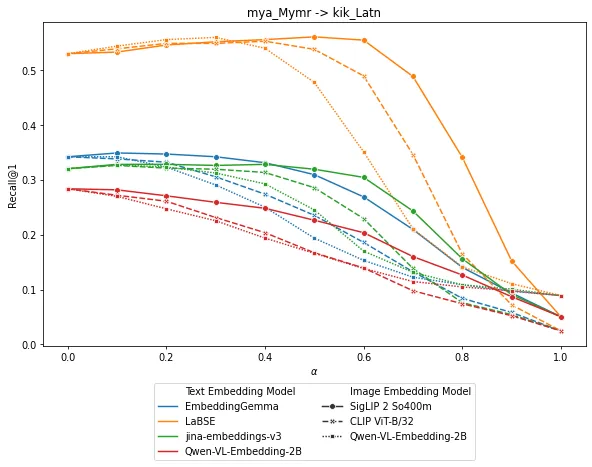 mya_Mymr -> kik_Latn
Recall@1
0.5
0.4
0.3
0.2
0.1
0.0
0.0 0.2 0.4 0.6 0.8 1.0
α
Text Embedding Model Image Embedding Model
EmbeddingGemma SigLIP 2 So400m
LaBSE CLIP ViT-B/32
jina-embeddings-v3 Qwen-VL-Embedding-2B
Qwen-VL-Embedding-2B